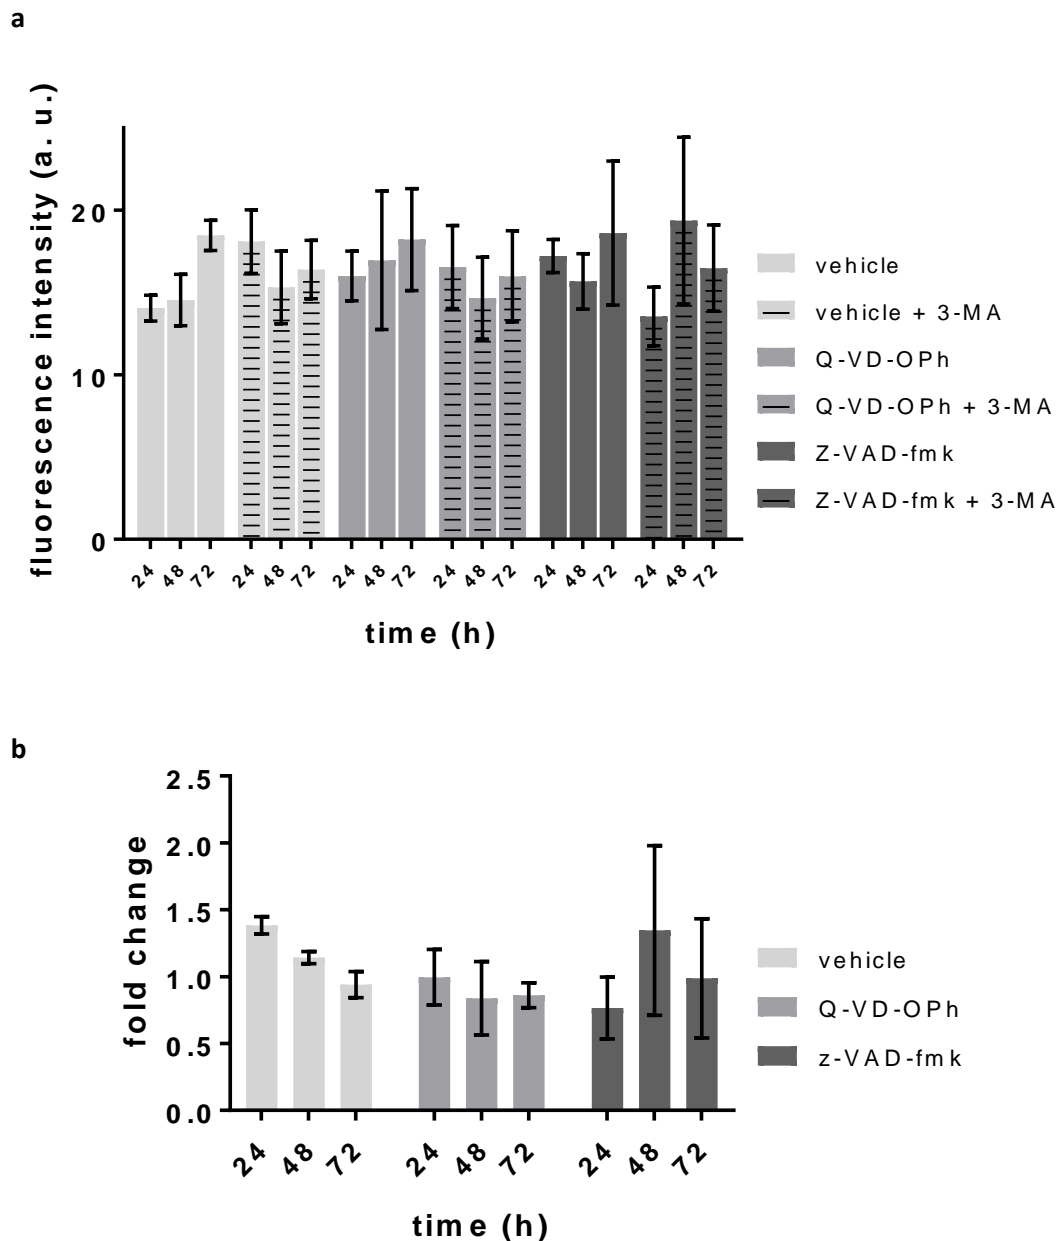 a
fluorescence intensity (a. u.)
20
10
0
24 48 72 24 48 72 24 48 72 24 48 72 24 48 72 24 48 72
time (h)
vehicle
vehicle + 3-MA
Q-VD-OPh
Q-VD-OPh + 3-MA
Z-VAD-fmk
Z-VAD-fmk + 3-MA
b
fold change
2.5
2.0
1.5
1.0
0.5
0.0
24 48 72 24 48 72 24 48 72
time (h)
vehicle
Q-VD-OPh
z-VAD-fmk